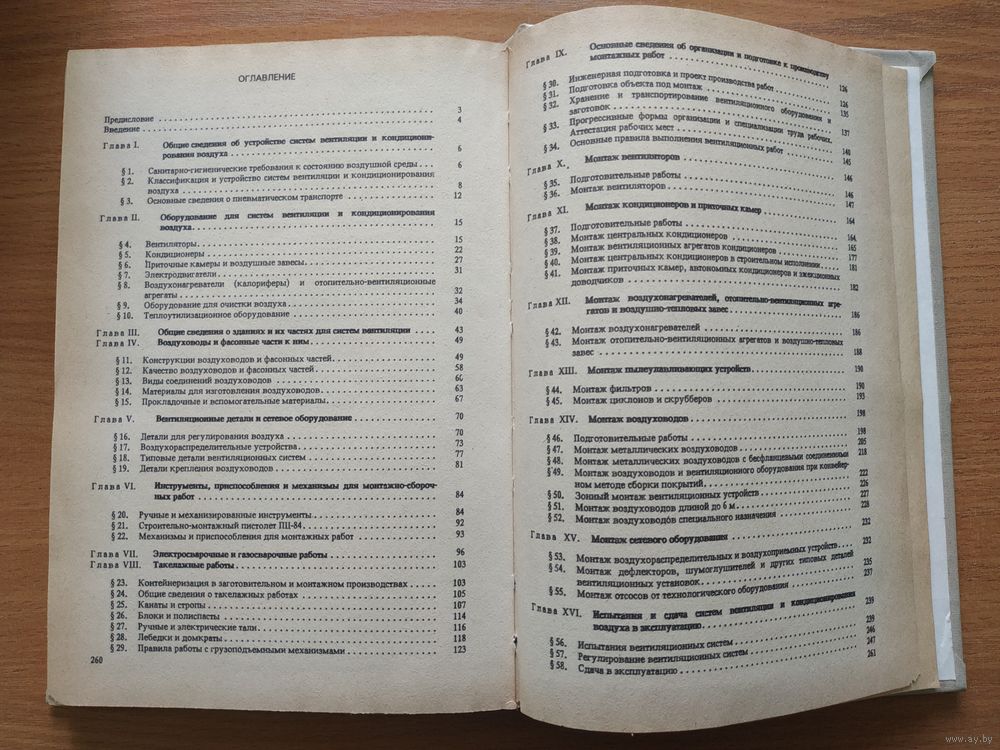 ОГЛАВЛЕНИЕ
Предисловие 3
Введение 4
Глава I. Общие сведения об устройстве систем вентиляции и кондициони-
рования воздуха 6
§ 1. Санитарно-гигиенические требования к состоянию воздушной среды 6
§ 2. Классификация и устройство систем вентиляции и кондиционирования
воздуха 8
§ 3. Основные сведения о пневматическом транспорте 12
Глава II. Оборудование для систем вентиляции и кондиционирования
воздуха 15
§ 4. Вентиляторы 15
§ 5. Кондиционеры 22
§ 6. Приточные камеры и воздушные завесы 27
§ 7. Электродвигатели 31
§ 8. Воздухонагреватели (калориферы) и отопительно-вентиляционные
агрегаты 32
§ 9. Оборудование для очистки воздуха 34
§ 10. Теплоутилизационное оборудование 40
Глава III. Общие сведения о зданиях и их частях для систем вентиляции 43
Глава IV. Воздуховоды и фасонные части к ним 49
§ 11. Конструкции воздуховодов и фасонных частей 49
§ 12. Качество воздуховодов и фасонных частей 58
§ 13. Виды соединений воздуховодов 60
§ 14. Материалы для изготовления воздуховодов 63
§ 15. Прокладочные и вспомогательные материалы 67
Глава V. Вентиляционные детали и сетевое оборудование 70
§ 16. Детали для регулирования воздуха 70
§ 17. Воздухораспределительные устройства 73
§ 18. Типовые детали вентиляционных систем 77
§ 19. Детали крепления воздуховодов 81
Глава VI. Инструменты, приспособления и механизмы для монтажно-сбороч-
ных работ 84
§ 20. Ручные и механизированные инструменты 84
§ 21. Строительно-монтажный пистолет ПЦ-84 92
§ 22. Механизмы и приспособления для монтажных работ 93
Глава VII. Электросварочные и газосварочные работы 96
Глава VIII. Такелажные работы 103
§ 23. Контейнеризация в заготовительном и монтажном производствах 103
§ 24. Общие сведения о такелажных работах 105
§ 25. Канаты и стропы 107
§ 26. Блоки и полиспасты 114
§ 27. Ручные и электрические тали 116
§ 28. Лебедки и домкраты 118
§ 29. Правила работы с грузоподъемными механизмами 123
260
Глава IX. Основные сведения об организации и подготовке к производству
монтажных работ 126
§ 30. Инженерная подготовка и проект производства работ 126
§ 31. Подготовка объекта под монтаж
§ 32. Хранение и транспортирование вентиляционного оборудования и
заготовок 135
§ 33. Прогрессивные формы организации и специализации труда рабочих. 137
Аттестация рабочих мест 140
§ 34. Основные правила выполнения вентиляционных работ 145
Глава X. Монтаж вентиляторов 146
§ 35. Подготовительные работы 146
§ 36. Монтаж вентиляторов 147
Глава XI. Монтаж кондиционеров и приточных камер 164
§ 37. Подготовительные работы 164
§ 38. Монтаж центральных кондиционеров 165
§ 39. Монтаж вентиляционных агрегатов кондиционеров 177
§ 40. Монтаж центральных кондиционеров в строительном исполнении 181
§ 41. Монтаж приточных камер, автономных кондиционеров и эжекционных
доводчиков 182
Глава XII. Монтаж воздухонагревателей, отопительно-вентиляционных агре-
гатов и воздушно-тепловых завес 186
§ 42. Монтаж воздухонагревателей 186
§ 43. Монтаж отопительно-вентиляционных агрегатов и воздушно-тепловых
завес 188
Глава XIII. Монтаж пылеулавливающих устройств 190
§ 44. Монтаж фильтров 190
§ 45. Монтаж циклонов и скрубберов 193
Глава XIV. Монтаж воздуховодов 198
§ 46. Подготовительные работы 198
§ 47. Монтаж металлических воздуховодов 205
§ 48. Монтаж металлических воздуховодов с бесфланцевыми соединениями 218
§ 49. Монтаж воздуховодов и вентиляционного оборудования при конвейер-
ном методе сборки покрытий 222
§ 50. Зонный монтаж вентиляционных устройств 226
§ 51. Монтаж воздуховодов длиной до 6 м 227
§ 52. Монтаж воздуховодов специального назначения 228
Глава XV. Монтаж сетевого оборудования 232
§ 53. Монтаж воздухораспределительных и воздухоприемных устройств 232
§ 54. Монтаж дефлекторов, шумоглушителей и других типовых деталей
вентиляционных установок 235
§ 55. Монтаж отсосов от технологического оборудования 237
Глава XVI. Испытания и сдача систем вентиляции и кондиционирования
воздуха в эксплуатацию 239
§ 56. Испытания вентиляционных систем 239
§ 57. Регулирование вентиляционных систем 246
§ 58. Сдача в эксплуатацию 247
261
www.ay.by